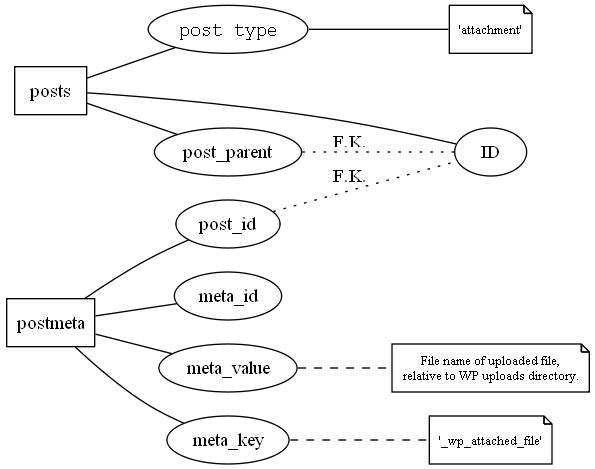 post type
'attachment'
posts
F.K.
post_parent
ID
F.K.
post_id
meta_id
postmeta
File name of uploaded file,
relative to WP uploads directory.
meta_value
'_wp_attached_file'
meta_key